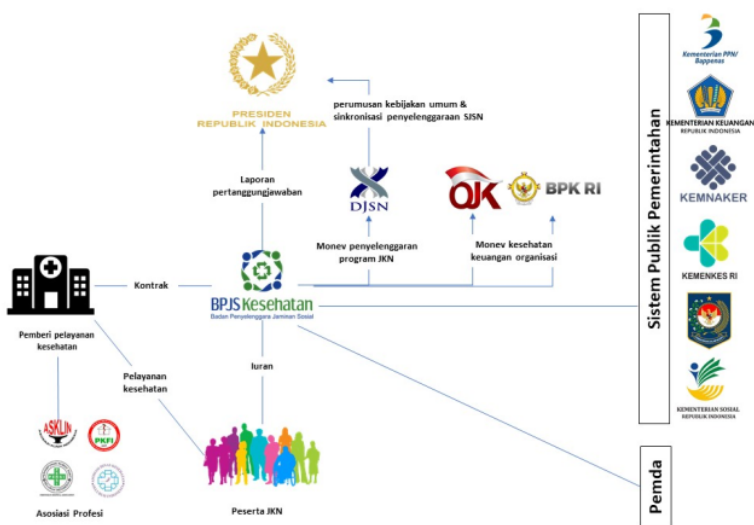 PRESIDEN
REPUBLIK INDONESIA
perumusan kebijakan umum &
sinkronisasi penyelenggaraan SJSN
Laporan
pertanggungjawaban
DJSN
OJK
BPK RI
Monev penyelenggaran
program JKN
Monev kesehatan
keuangan organisasi
Kontrak
BPJS Kesehatan
Badan Penyelenggara Jaminan Sosial
Pemberi pelayanan
kesehatan
Pelayanan
kesehatan
Iuran
ASKLIN
PKFI
Asosiasi Profesi
Peserta JKN
Sistem Publik Pemerintahan
Pemda
Kementerian PPN/
Bappenas
KEMENTERIAN KEUANGAN
REPUBLIK INDONESIA
KEMNAKER
KEMENKES RI
KEMENTERIAN SOSIAL
REPUBLIK INDONESIA